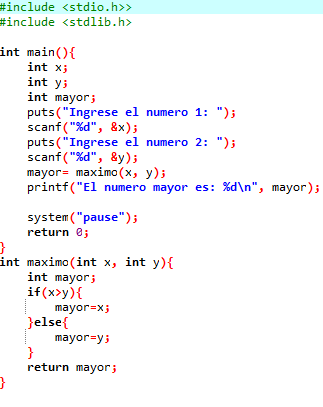 #include <stdio.h>>
#include <stdlib.h>

int main(){
    int x;
    int y;
    int mayor;
    puts("Ingrese el numero 1: ");
    scanf("%d", &x);
    puts("Ingrese el numero 2: ");
    scanf("%d", &y);
    mayor= maximo(x, y);
    printf("El numero mayor es: %d\n", mayor);

    system("pause");
    return 0;
}
int maximo(int x, int y){
    int mayor;
    if(x>y){
        mayor=x;
    }else{
        mayor=y;
    }
    return mayor;
}